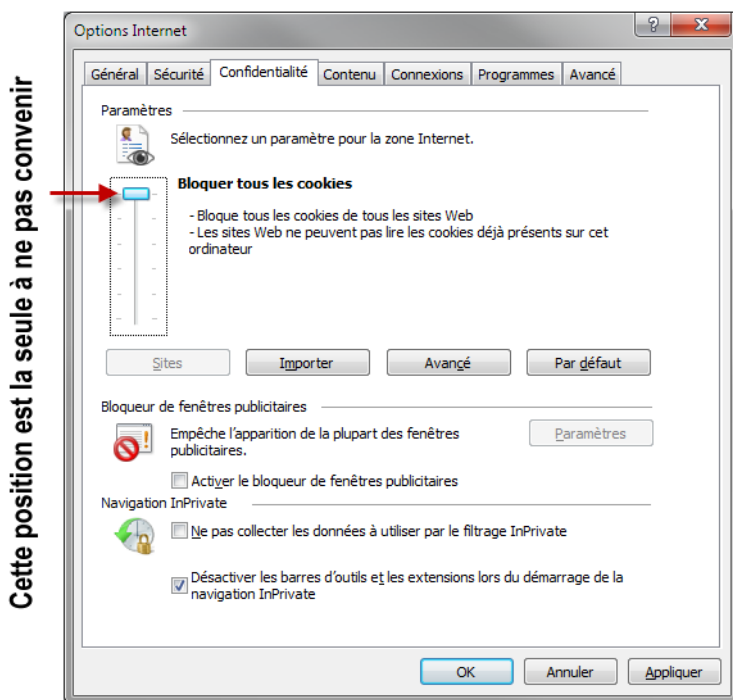 Cette position est la seule à ne pas convenir
Options Internet
Général Sécurité Confidentialité Contenu Connexions Programmes Avancé
Paramètres
Sélectionnez un paramètre pour la zone Internet.
Bloquer tous les cookies
- Bloque tous les cookies de tous les sites Web
- Les sites Web ne peuvent pas lire les cookies déjà présents sur cet
ordinateur
Sites Importer Avancé Par défaut
Bloqueur de fenêtres publicitaires
Empêche l'apparition de la plupart des fenêtres
publicitaires.
Paramètres
Activer le bloqueur de fenêtres publicitaires
Navigation InPrivate
Ne pas collecter les données à utiliser par le filtrage InPrivate
Désactiver les barres d'outils et les extensions lors du démarrage de la
navigation InPrivate
OK Annuler Appliquer